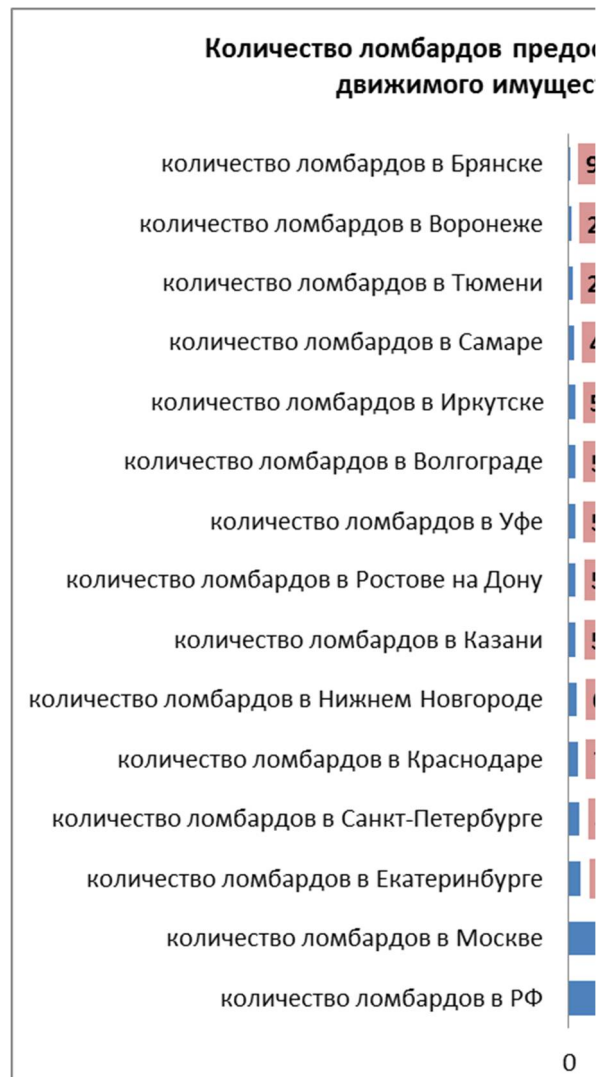 Количество ломбардов
движимого
количество ломбардов в Брянске
количество ломбардов в Воронеже
количество ломбардов в Тюмени
количество ломбардов в Самаре
количество ломбардов в Иркутске
количество ломбардов в Волгограде
количество ломбардов в Уфе
количество ломбардов в Ростове на Дону
количество ломбардов в Казани
количество ломбардов в Нижнем Новгороде
количество ломбардов в Краснодаре
количество ломбардов в Санкт-Петербурге
количество ломбардов в Екатеринбурге
количество ломбардов в Москве
количество ломбардов в РФ
0